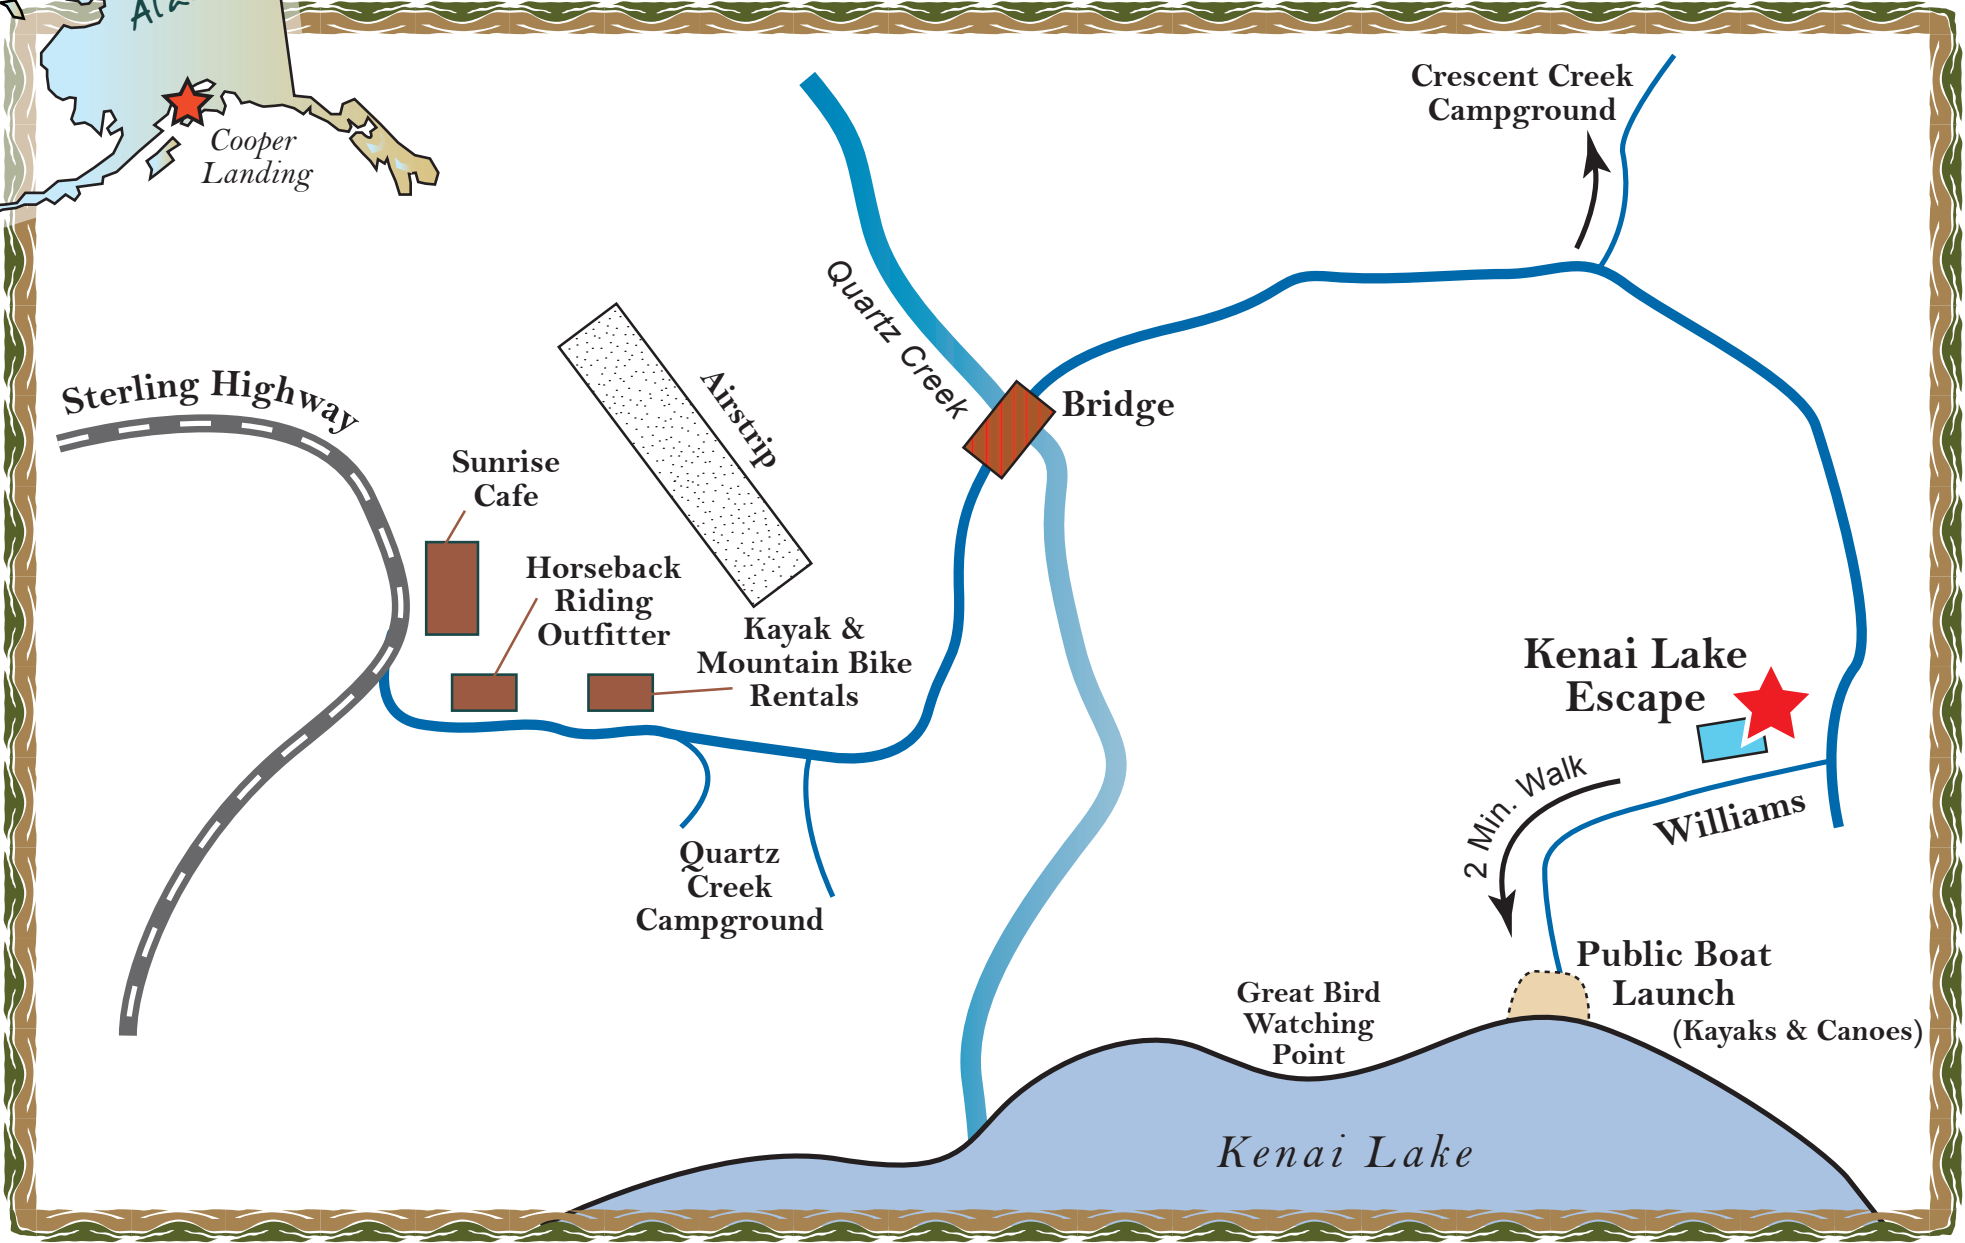 Cooper
Landing
Crescent Creek
Campground
Quartz Creek
Sterling Highway
Airstrip
Bridge
Sunrise
Cafe
Horseback
Riding
Outfitter
Kayak &
Mountain Bike
Rentals
Kenai Lake
Escape
2 Min. Walk
Williams
Quartz
Creek
Campground
Public Boat
Launch
(Kayaks & Canoes)
Great Bird
Watching
Point
Kenai Lake